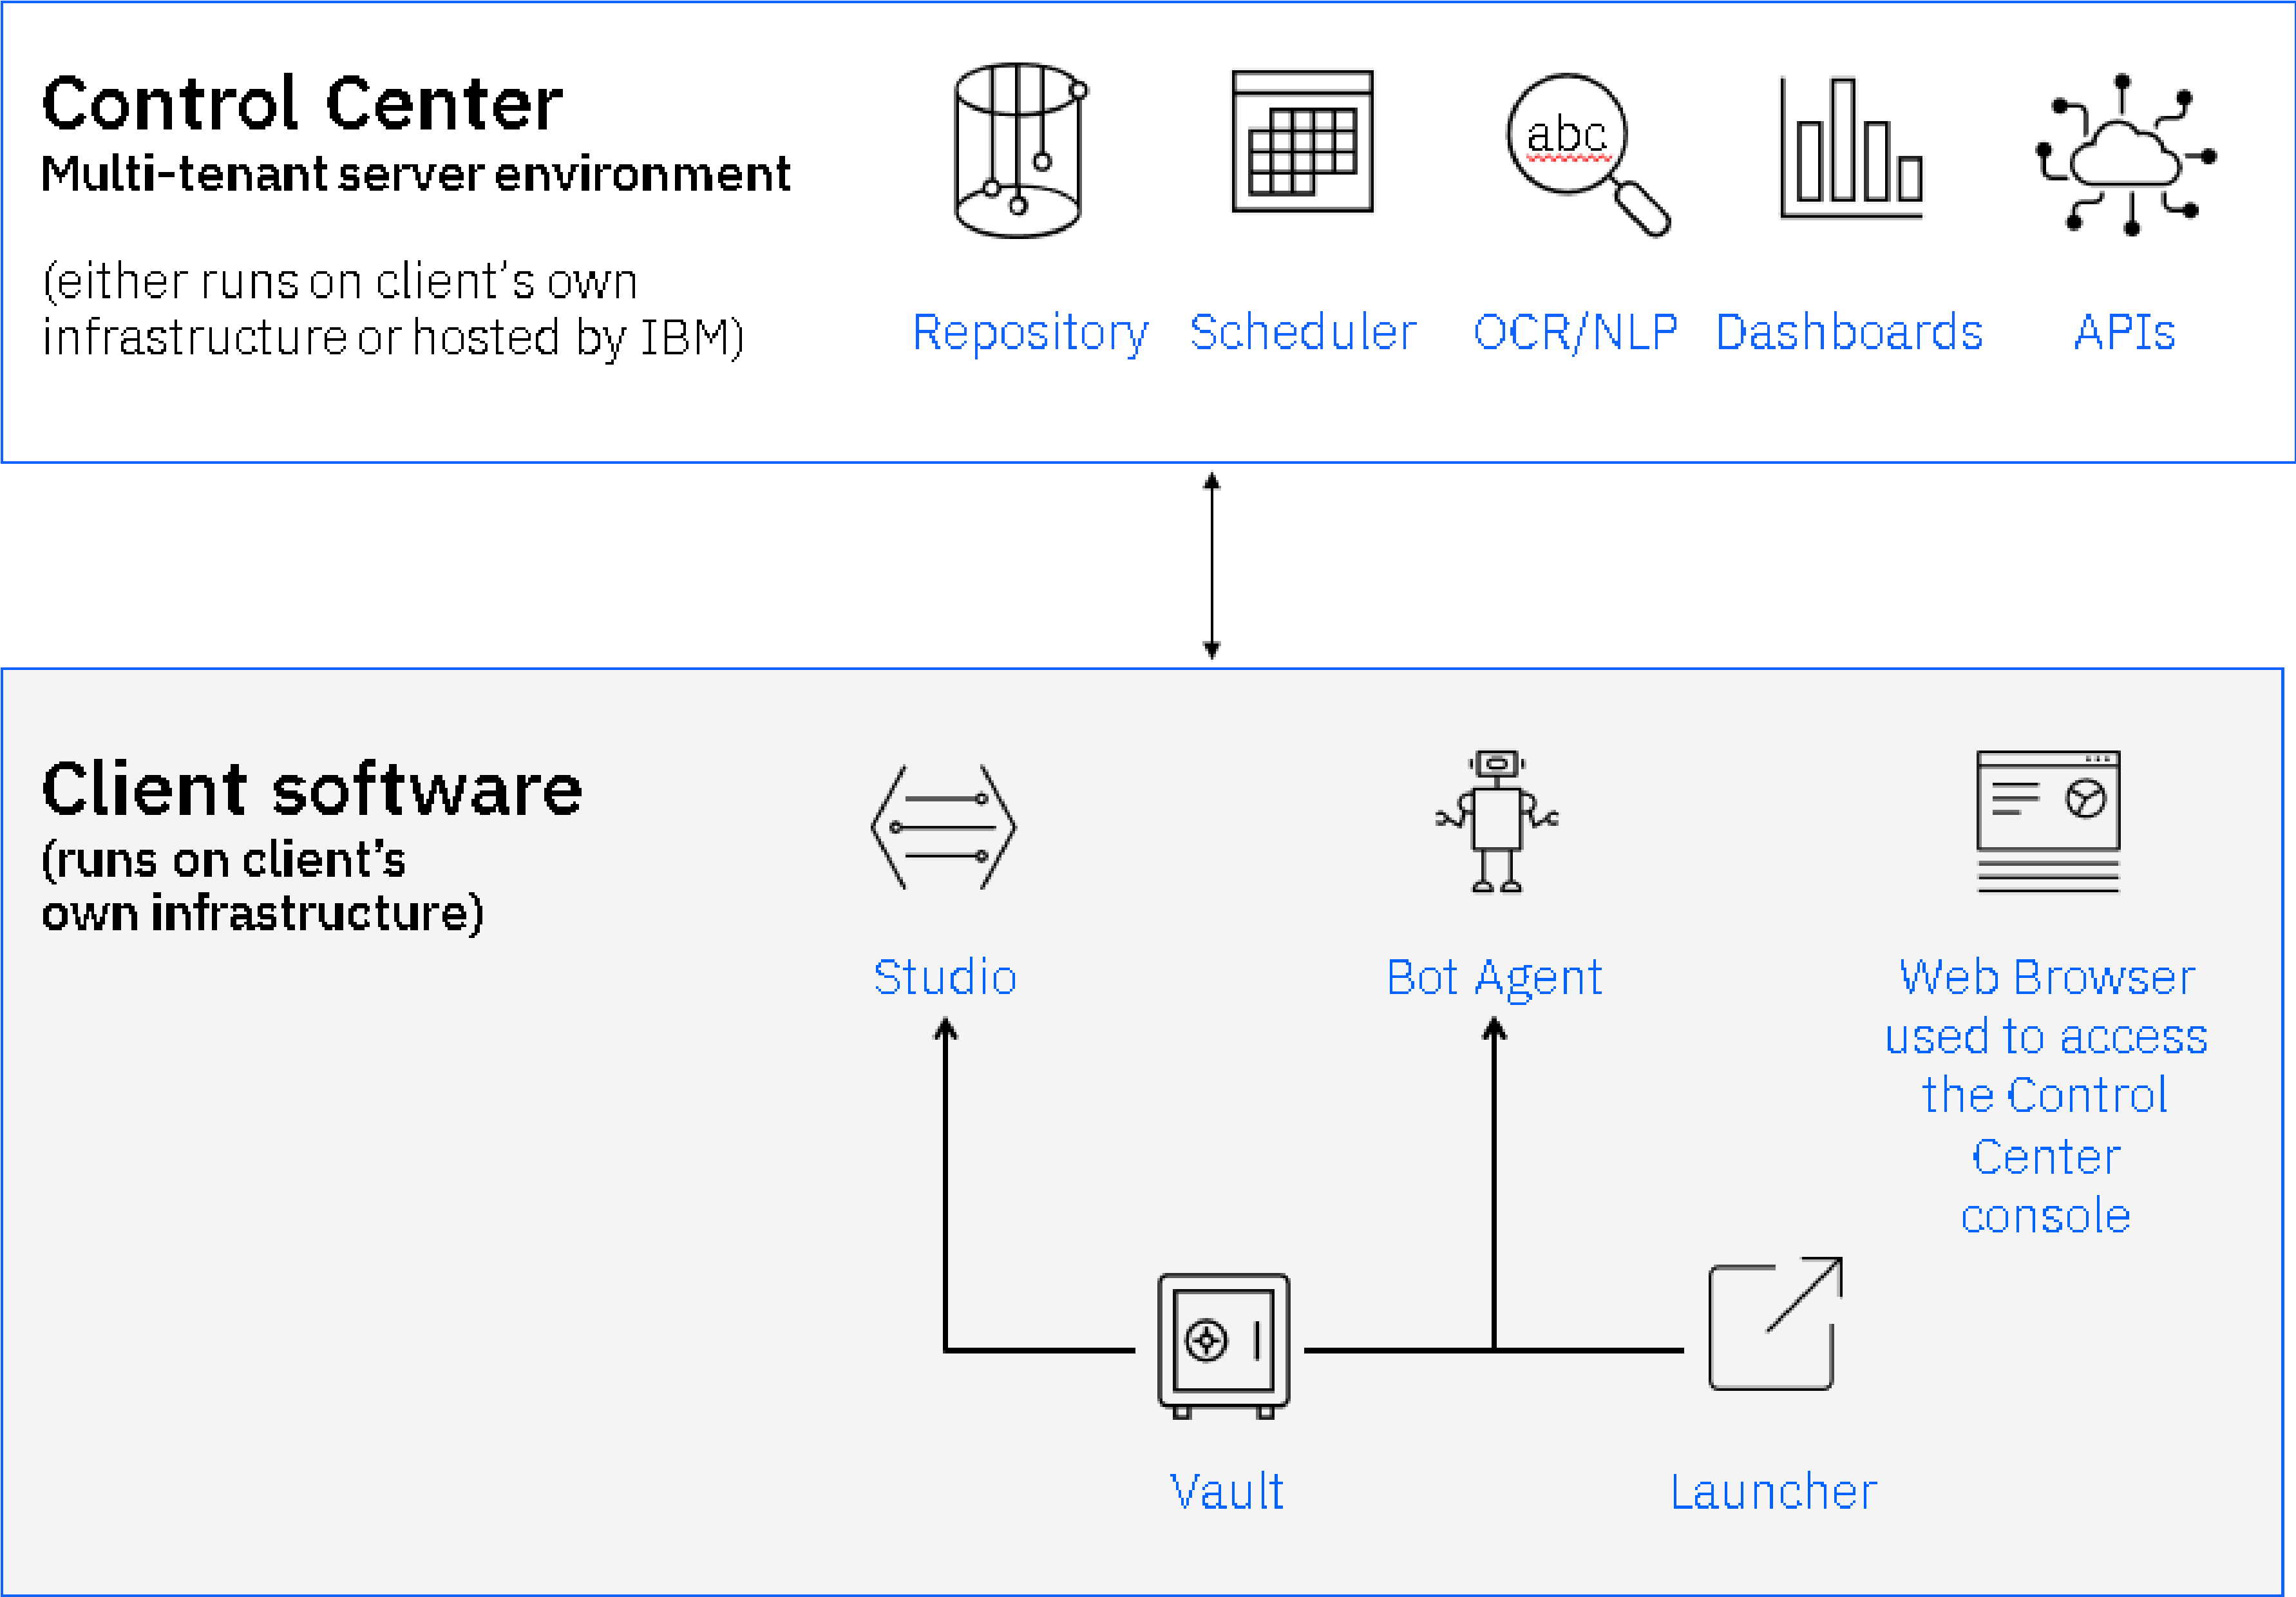 Control Center
Multi-tenant server environment
(either runs on client's own
infrastructure or hosted by IBM)
abc
Repository
Scheduler
OCR/NLP
Dashboards
APIs
Client software
(runs on client's
own infrastructure)
Studio
Bot Agent
Web Browser
used to access
the Control
Center
console
Vault
Launcher